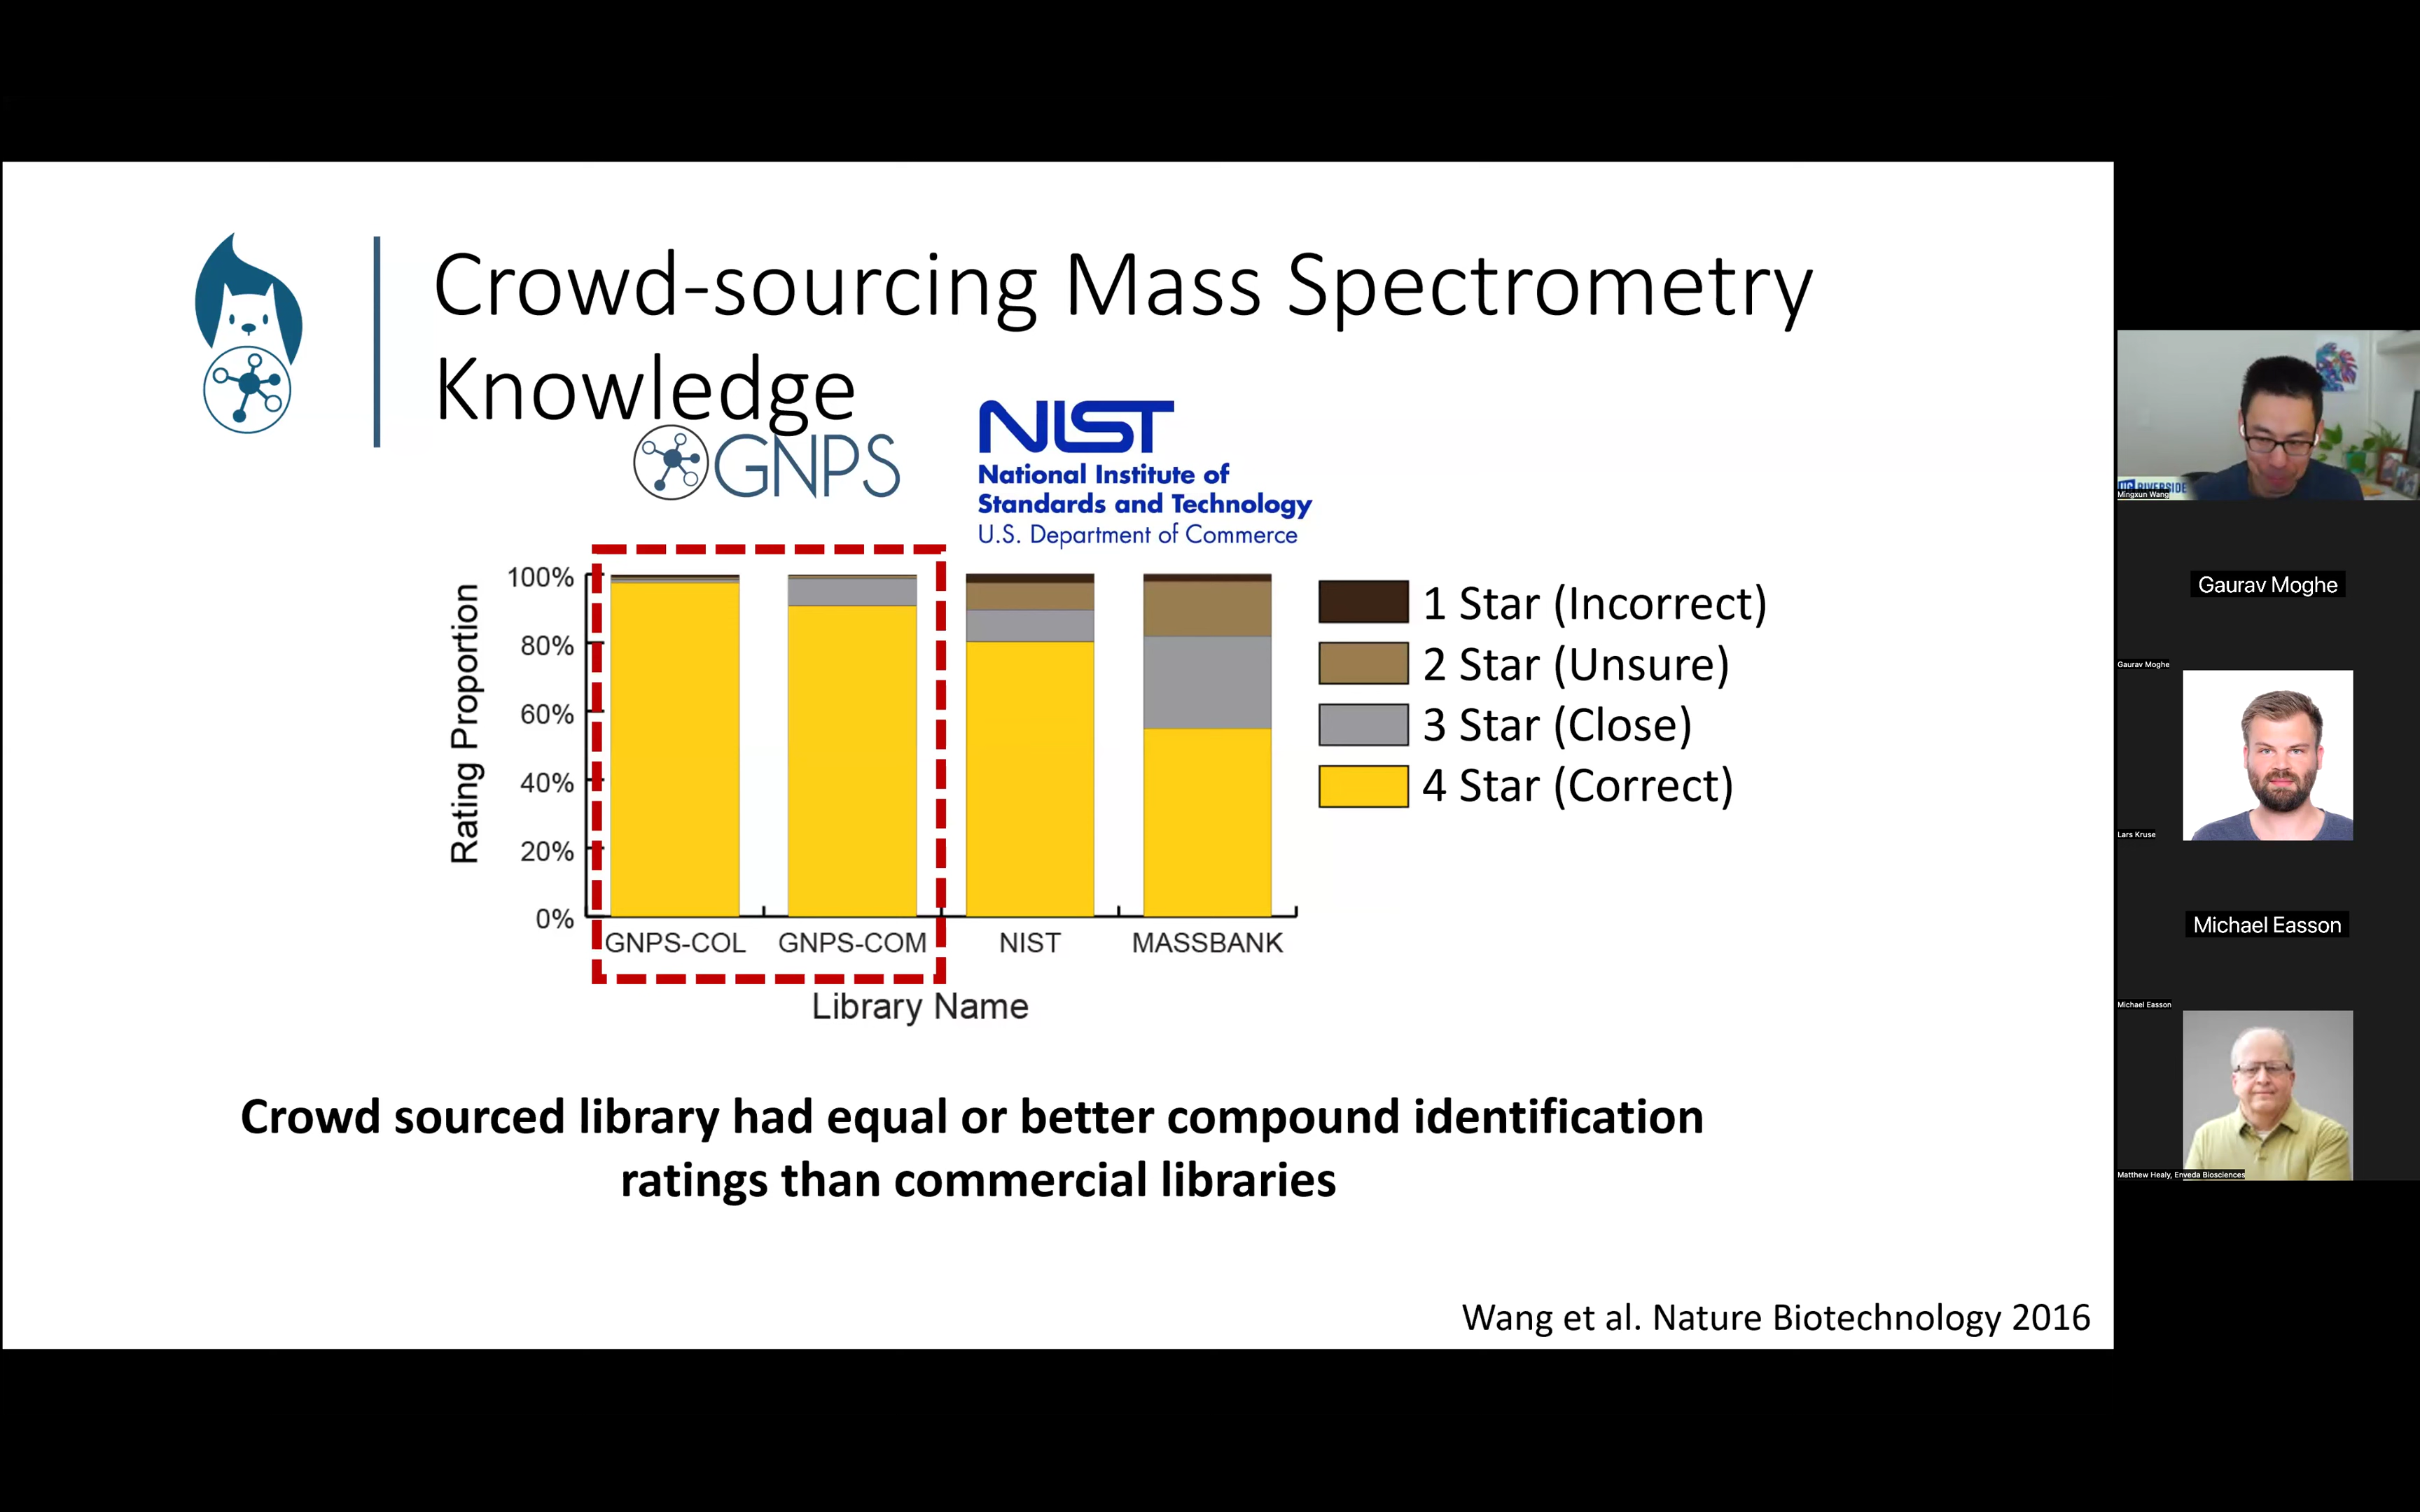 Crowd-sourcing Mass Spectrometry
Knowledge
GNPS
NIST
National Institute of
Standards and Technology
U.S. Department of Commerce
Rating Proportion
100%
80%
60%
40%
20%
0%
GNPS-COL
GNPS-COM
NIST
MASSBANK
Library Name
1 Star (Incorrect)
2 Star (Unsure)
3 Star (Close)
4 Star (Correct)
Crowd sourced library had equal or better compound identification
ratings than commercial libraries
Wang et al. Nature Biotechnology 2016
RIVERSIDE
Mingxun Wang
Gaurav Moghe
Gaurav Moghe
Lars Kruse
Michael Easson
Michael Easson
Matthew Healy, Enveda Biosciences